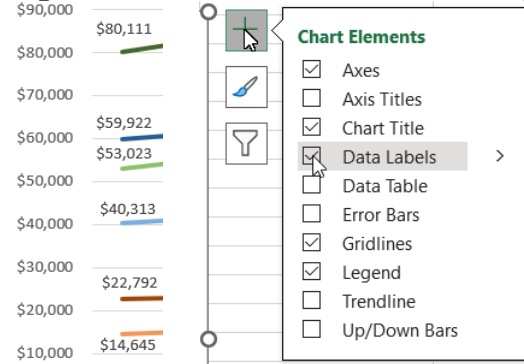 $90,000
$80,111
$80,000
$70,000
$59,922
$60,000
$53,023
$50,000
$40,313
$40,000
$30,000
$22,792
$20,000
$14,645
$10,000
Chart Elements
Axes
Axis Titles
Chart Title
Data Labels
Data Table
Error Bars
Gridlines
Legend
Trendline
Up/Down Bars